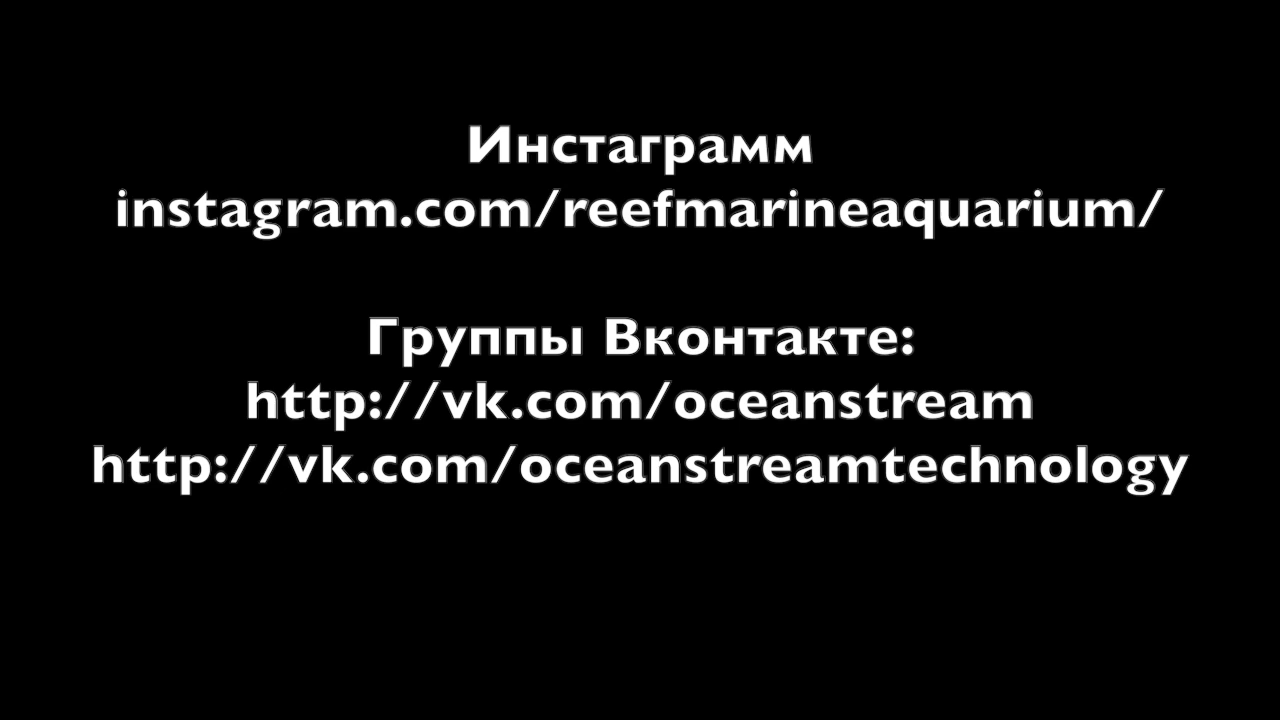 Инстаграмм
instagram.com/reefmarineaquarium/
Группы Вконтакте:
http://vk.com/oceanstream
http://vk.com/oceanstreamtechnology